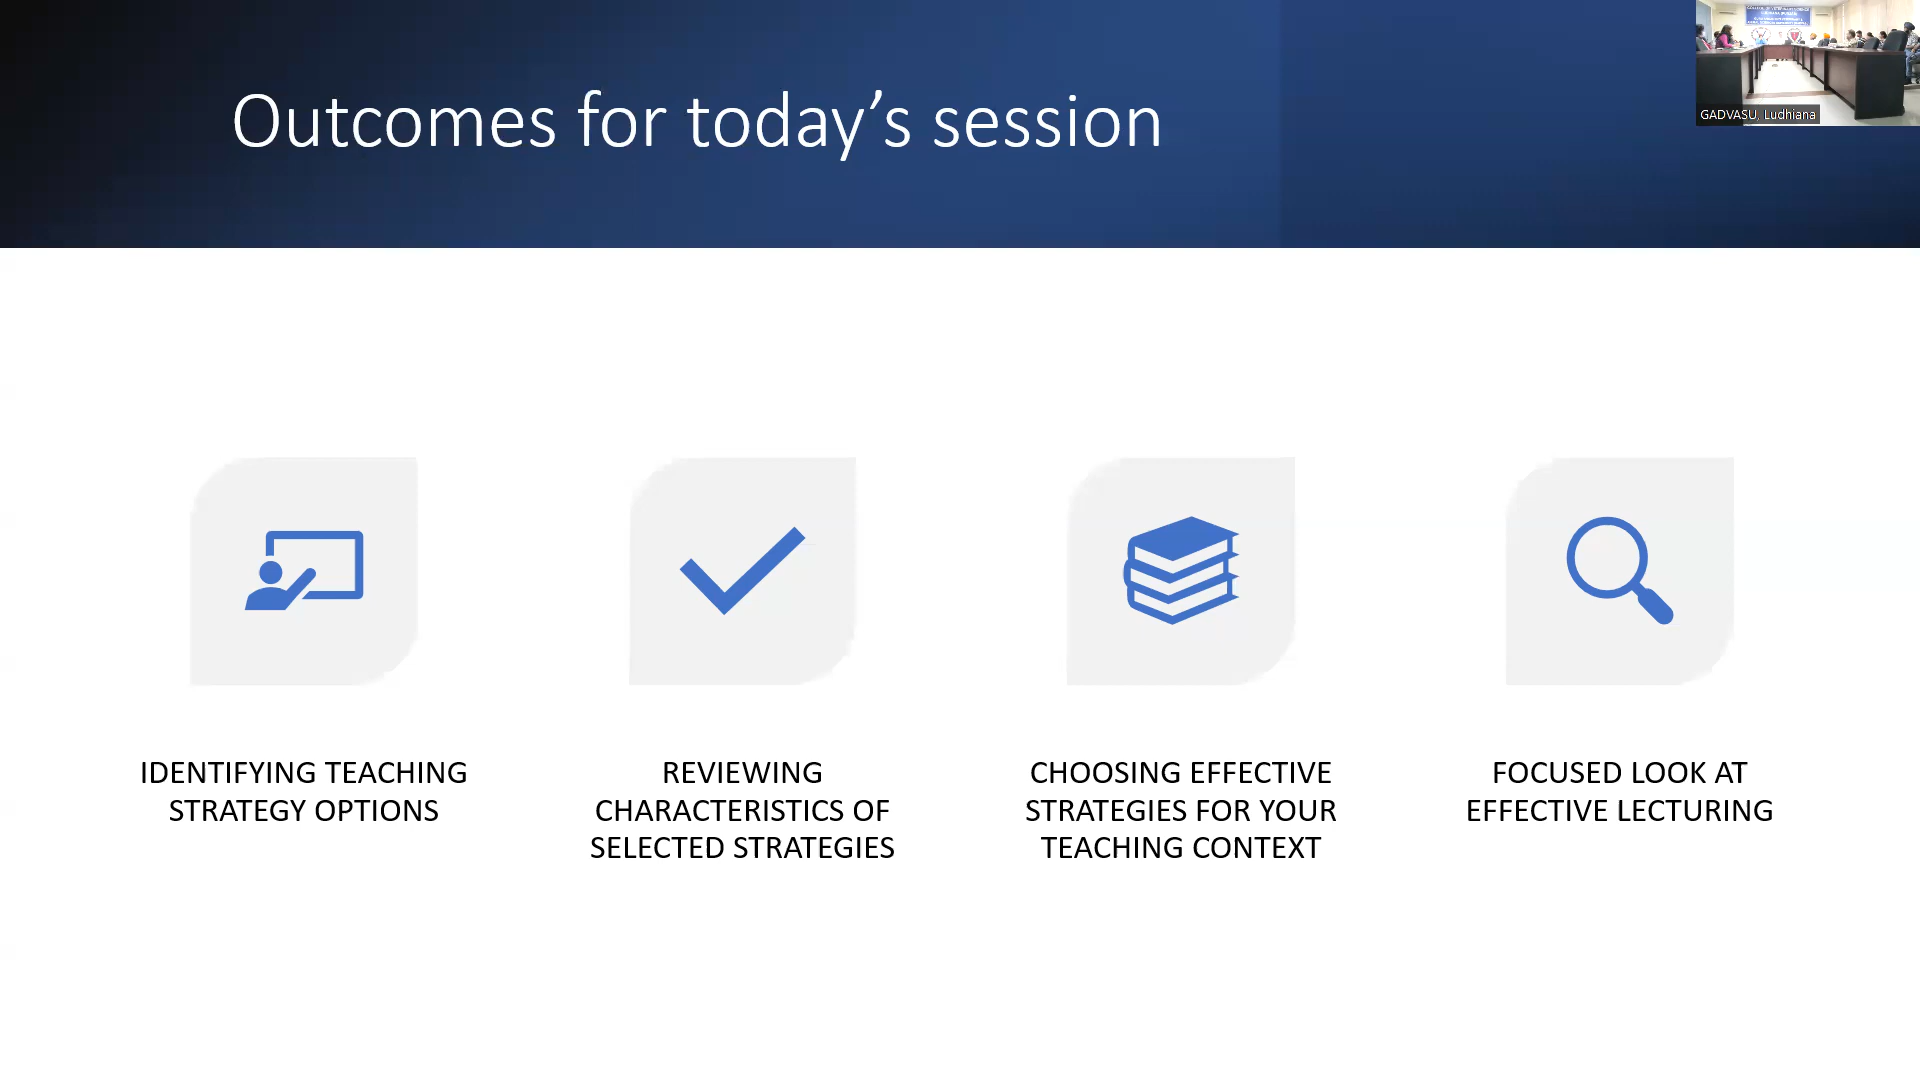 Outcomes for today’s session
GADVASU, Ludhiana
IDENTIFYING TEACHING
STRATEGY OPTIONS
REVIEWING
CHARACTERISTICS OF
SELECTED STRATEGIES
CHOOSING EFFECTIVE
STRATEGIES FOR YOUR
TEACHING CONTEXT
FOCUSED LOOK AT
EFFECTIVE LECTURING